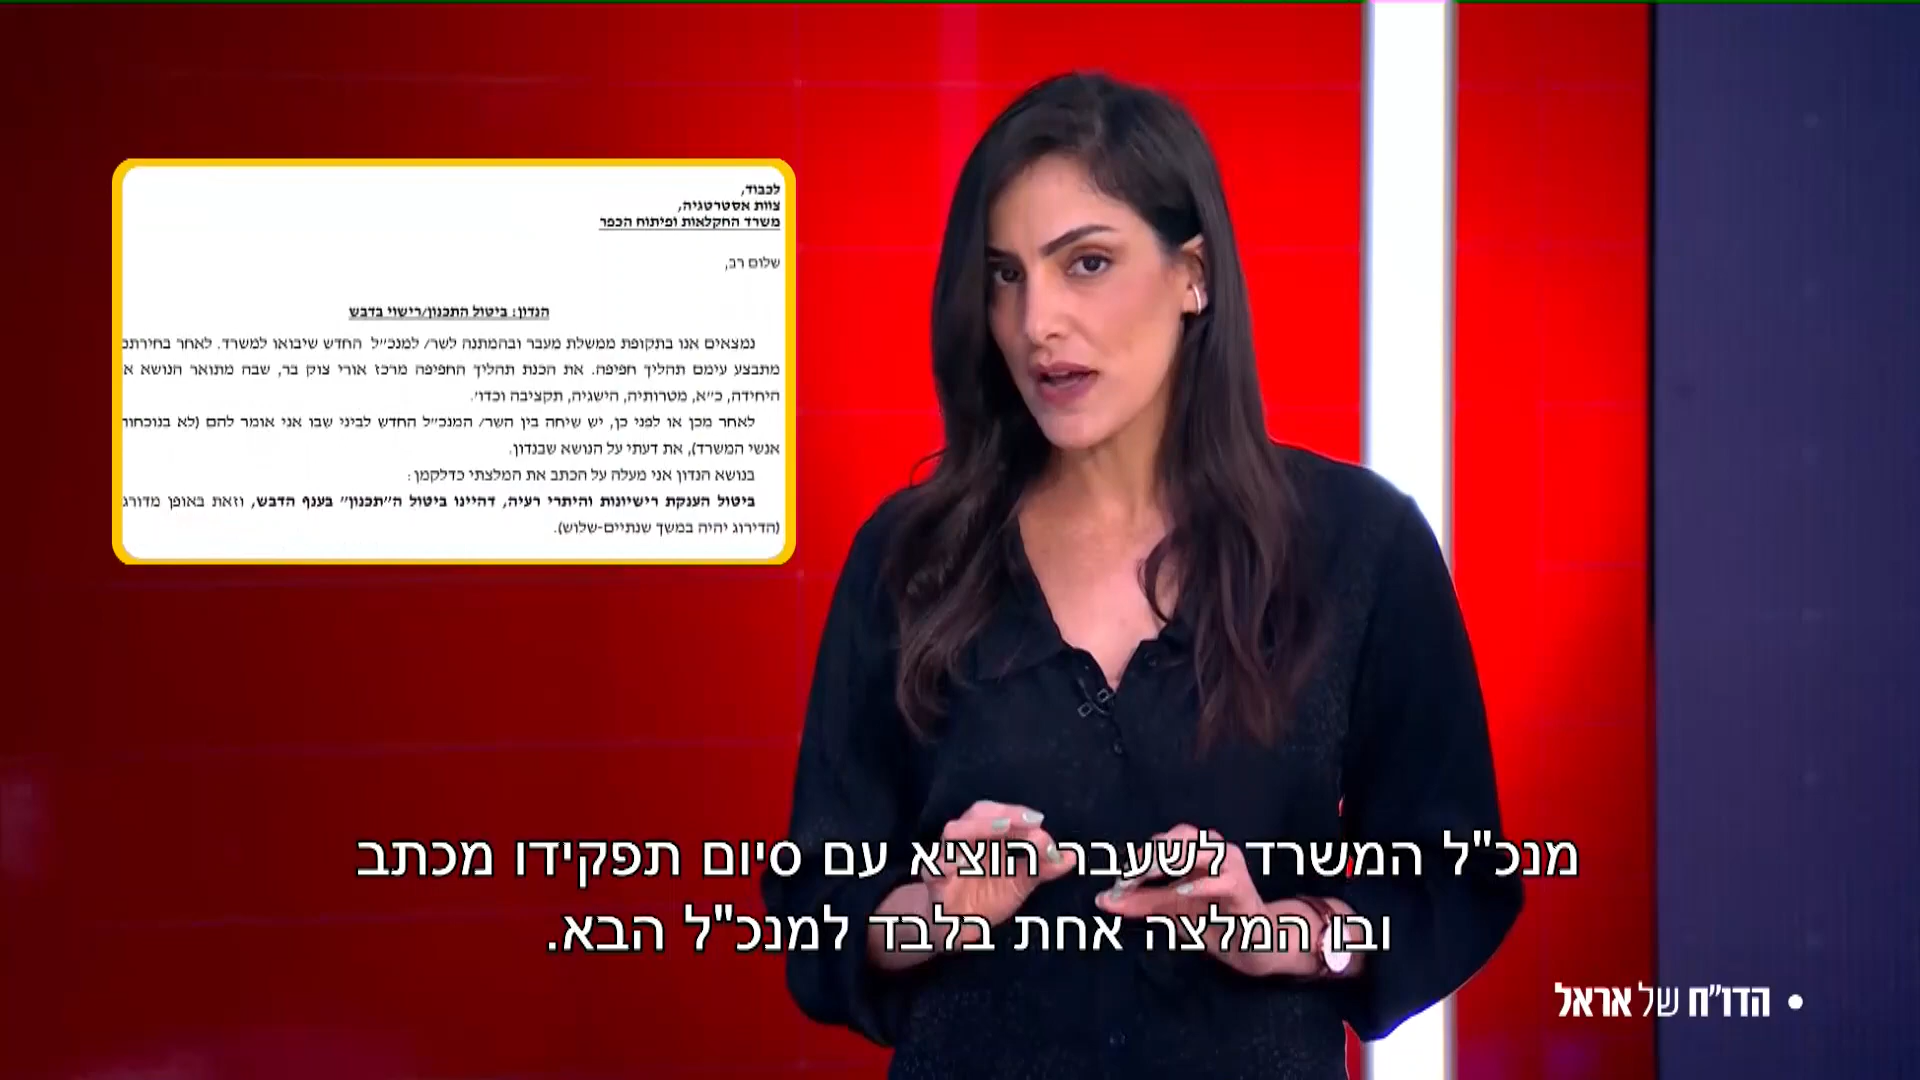 לכבוד,
צוות אסטרטגיה,
משרד החקלאות ופיתוח הכפר
שלום רב,
הנדון: ביטול התכנון/רישוי בדבש
נמצאים אנו בתקופת ממשלת מעבר ובהמתנה לשר/ למנכ"ל החדש שיבואו למשרד. לאחר בחירתם
מתבצע עימם תהליך חפיפה. את הכנת תהליך החפיפה מרכז אורי צוק בר, שבה מתואר הנושא
היחידה, כ"א, מטרותיה, הישגיה, תקציבה וכדו'.
לאחר מכן או לפני כן, יש שיחה בין השר/ המנכ"ל החדש לביני שבו אני אומר להם (לא בנוכחות
אנשי המשרד), את דעתי על הנושא שבנדון.
בנושא הנדון אני מעלה על הכתב את המלצתי כדלקמן:
ביטול הענקת רישיונות והיתרי רעיה, דהיינו ביטול ה"תכנון" בענף הדבש, וזאת באופן מדורג
(הדירוג יהיה במשך שנתיים-שלוש).
מנכ"ל המשרד לשעבר הוציא עם סיום תפקידו מכתב
ובו המלצה אחת בלבד למנכ"ל הבא.
• הדו"ח של אראל